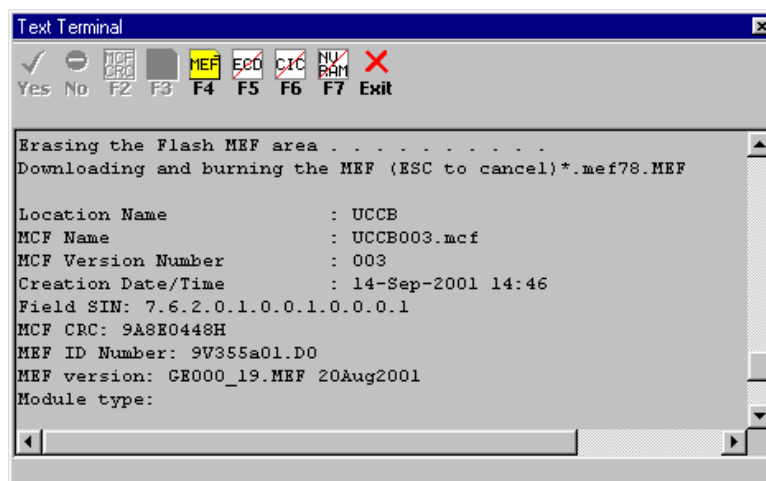 Text Terminal
MCF CRC MEF ECD CIC NV RAM
Yes No F2 F3 F4 F5 F6 F7 Exit
Erasing the Flash MEF area . . . . . . . . . .
Downloading and burning the MEF (ESC to cancel)*.mef78.MEF
Location Name : UCCB
MCF Name : UCCB003.mcf
MCF Version Number : 003
Creation Date/Time : 14-Sep-2001 14:46
Field SIN: 7.6.2.0.1.0.0.1.0.0.0.1
MCF CRC: 9A8E0448H
MEF ID Number: 9V355a01.D0
MEF version: GE000_19.MEF 20Aug2001
Module type: